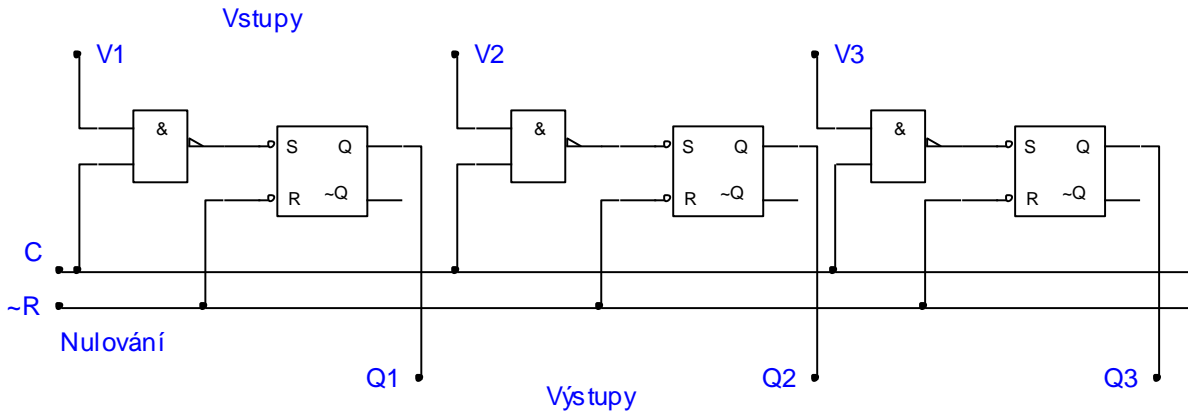 Vstupy
V1 V2 V3
& & &
S Q S Q S Q
R ~Q R ~Q R ~Q
C
~R
Nulování
Q1 Q2 Q3
Výstupy